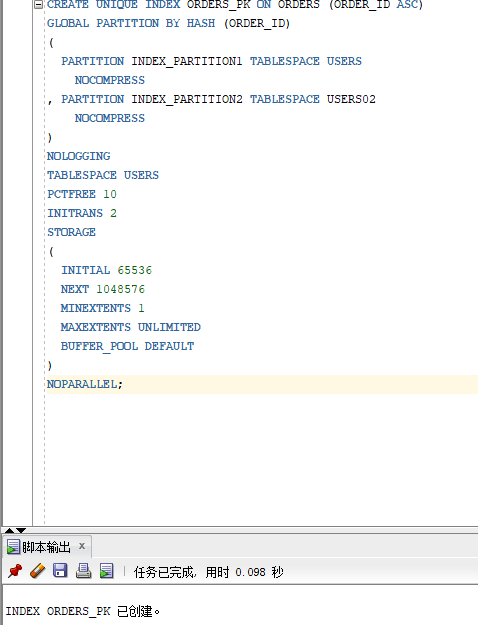 CREATE UNIQUE INDEX ORDERS_PK ON ORDERS (ORDER_ID ASC)
GLOBAL PARTITION BY HASH (ORDER_ID)
(
  PARTITION INDEX_PARTITION1 TABLESPACE USERS
    NOCOMPRESS
, PARTITION INDEX_PARTITION2 TABLESPACE USERS02
    NOCOMPRESS
)
NOLOGGING
TABLESPACE USERS
PCTFREE 10
INITRANS 2
STORAGE
(
  INITIAL 65536
  NEXT 1048576
  MINEXTENTS 1
  MAXEXTENTS UNLIMITED
  BUFFER_POOL DEFAULT
)
NOPARALLEL;
脚本输出 x
任务已完成, 用时 0.098 秒
INDEX ORDERS_PK 已创建。